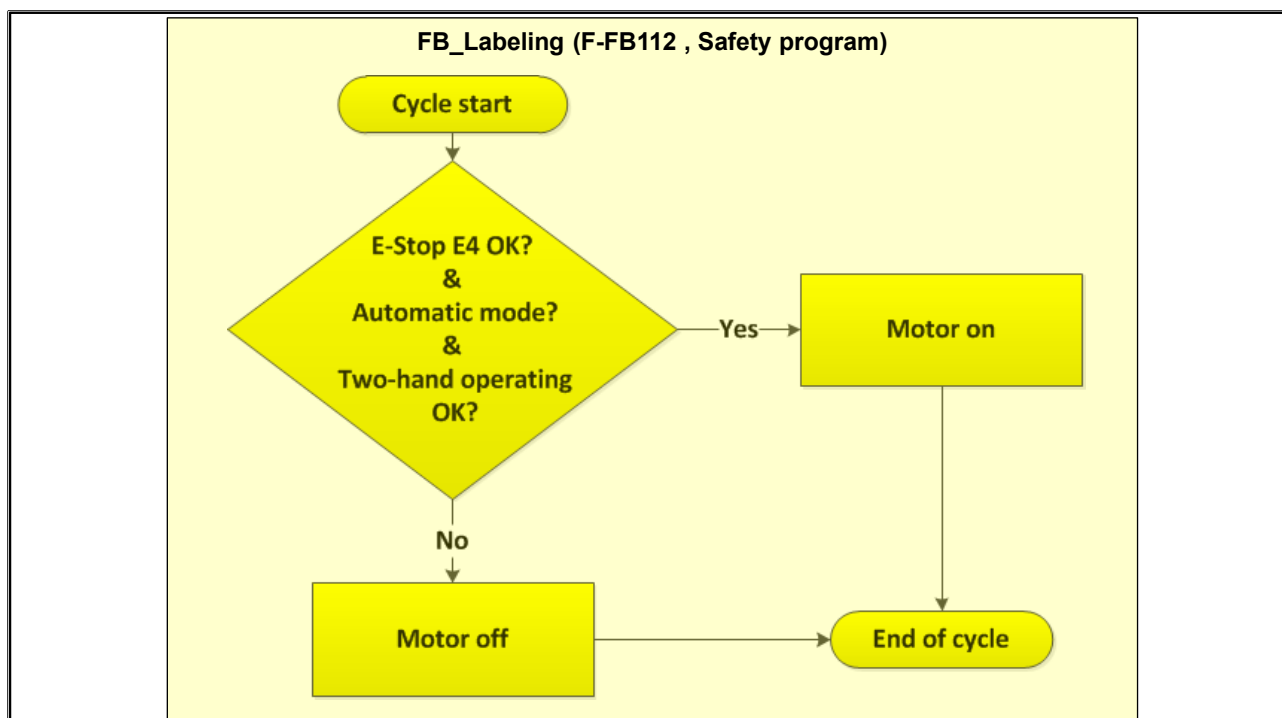 FB_Labeling (F-FB112 , Safety program)
Cycle start
E-Stop E4 OK?
&
Automatic mode?
&
Two-hand operating
OK?
Yes
Motor on
No
Motor off
End of cycle